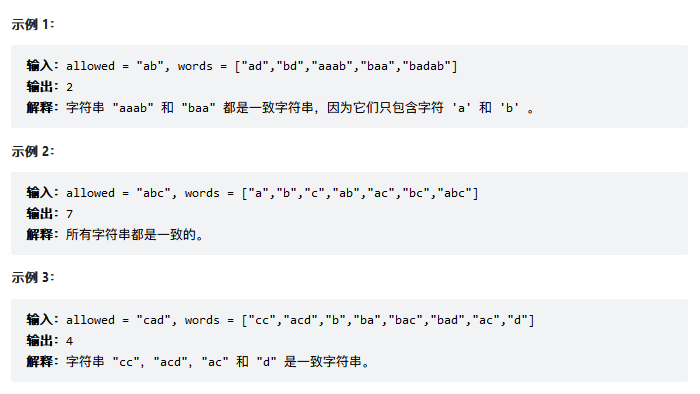 示例 1：
输入：allowed = "ab", words = ["ad","bd","aaab","baa","badab"]
输出：2
解释：字符串 "aaab" 和 "baa" 都是一致字符串，因为它们只包含字符 'a' 和 'b' 。
示例 2：
输入：allowed = "abc", words = ["a","b","c","ab","ac","bc","abc"]
输出：7
解释：所有字符串都是一致的。
示例 3：
输入：allowed = "cad", words = ["cc","acd","b","ba","bac","bad","ac","d"]
输出：4
解释：字符串 "cc"，"acd"，"ac" 和 "d" 是一致字符串。